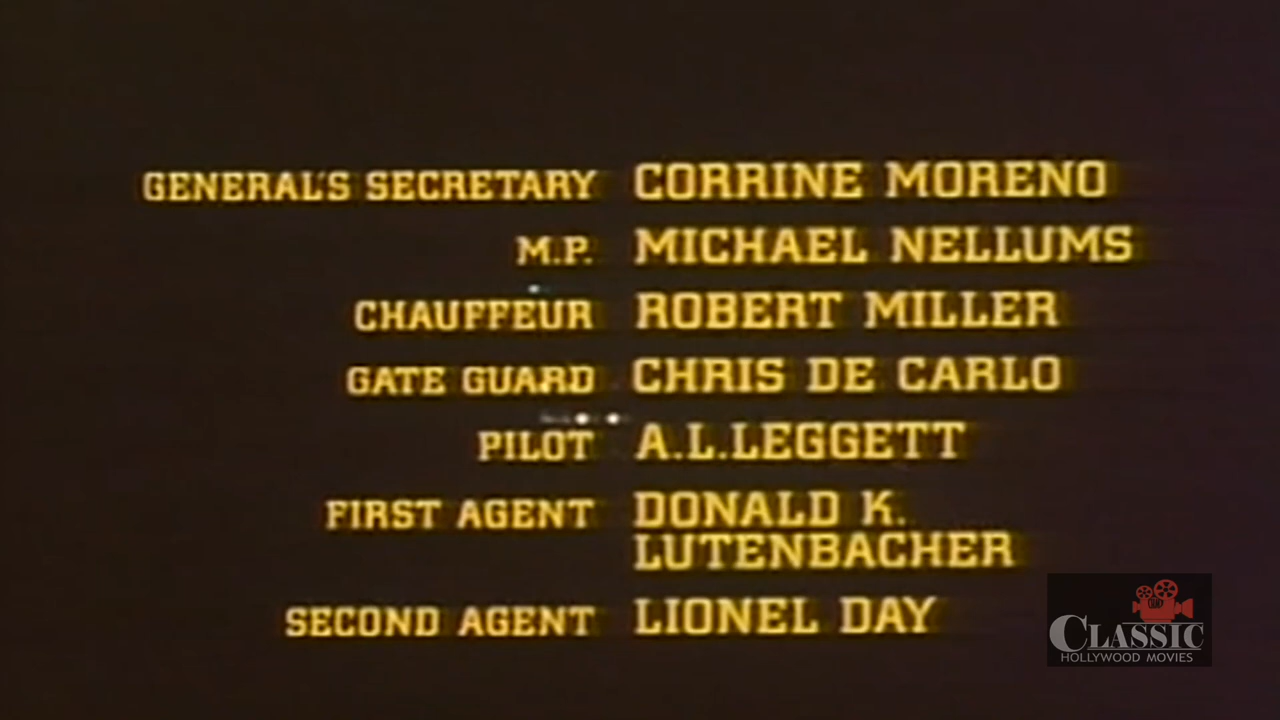 GENERAL'S SECRETARY CORRINE MORENO
M.P. MICHAEL NELLUMS
CHAUFFEUR ROBERT MILLER
GATE GUARD CHRIS DE CARLO
PILOT A.L.LEGGETT
FIRST AGENT DONALD K.
LUTENBACHER
SECOND AGENT LIONEL DAY
CLASSIC
HOLLYWOOD MOVIES